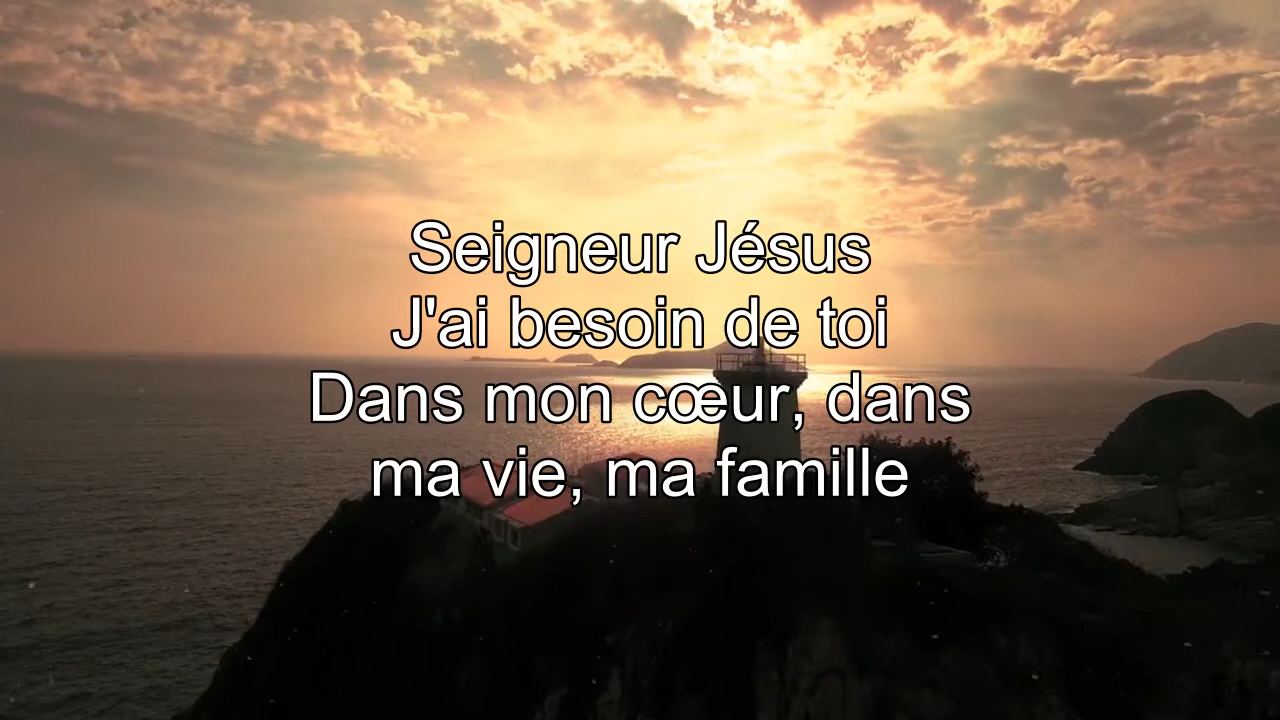 Seigneur Jésus
J'ai besoin de toi
Dans mon cœur, dans
ma vie, ma famille